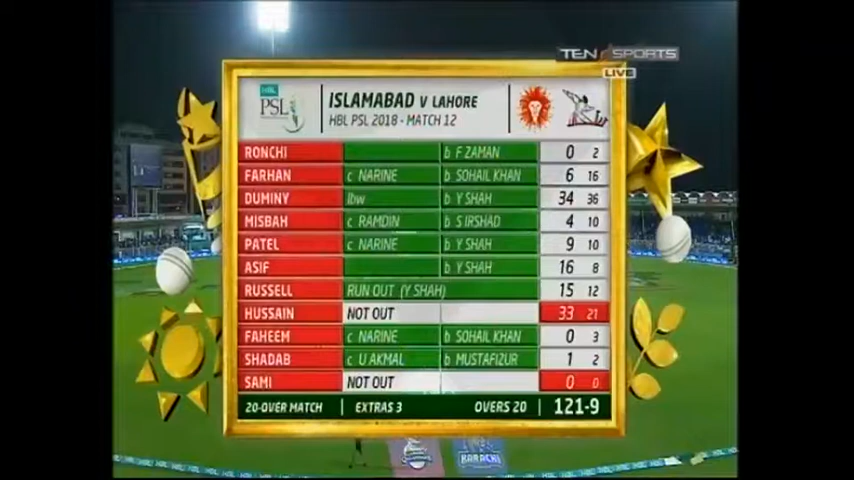 TEN SPORTS
LIVE
HBL
PSL
ISLAMABAD V LAHORE
HBL PSL 2018 - MATCH 12
RONCHI b F ZAMAN 0 2
FARHAN c NARINE b SOHAIL KHAN 6 16
DUMINY lbw b Y SHAH 34 36
MISBAH c RAMDIN b S IRSHAD 4 10
PATEL c NARINE b Y SHAH 9 10
ASIF b Y SHAH 16 8
RUSSELL RUN OUT (Y SHAH) 15 12
HUSSAIN NOT OUT 33 21
FAHEEM c NARINE b SOHAIL KHAN 0 3
SHADAB c U AKMAL b MUSTAFIZUR 1 2
SAMI NOT OUT 0 0
20-OVER MATCH EXTRAS 3 OVERS 20 121-9
KARACHI